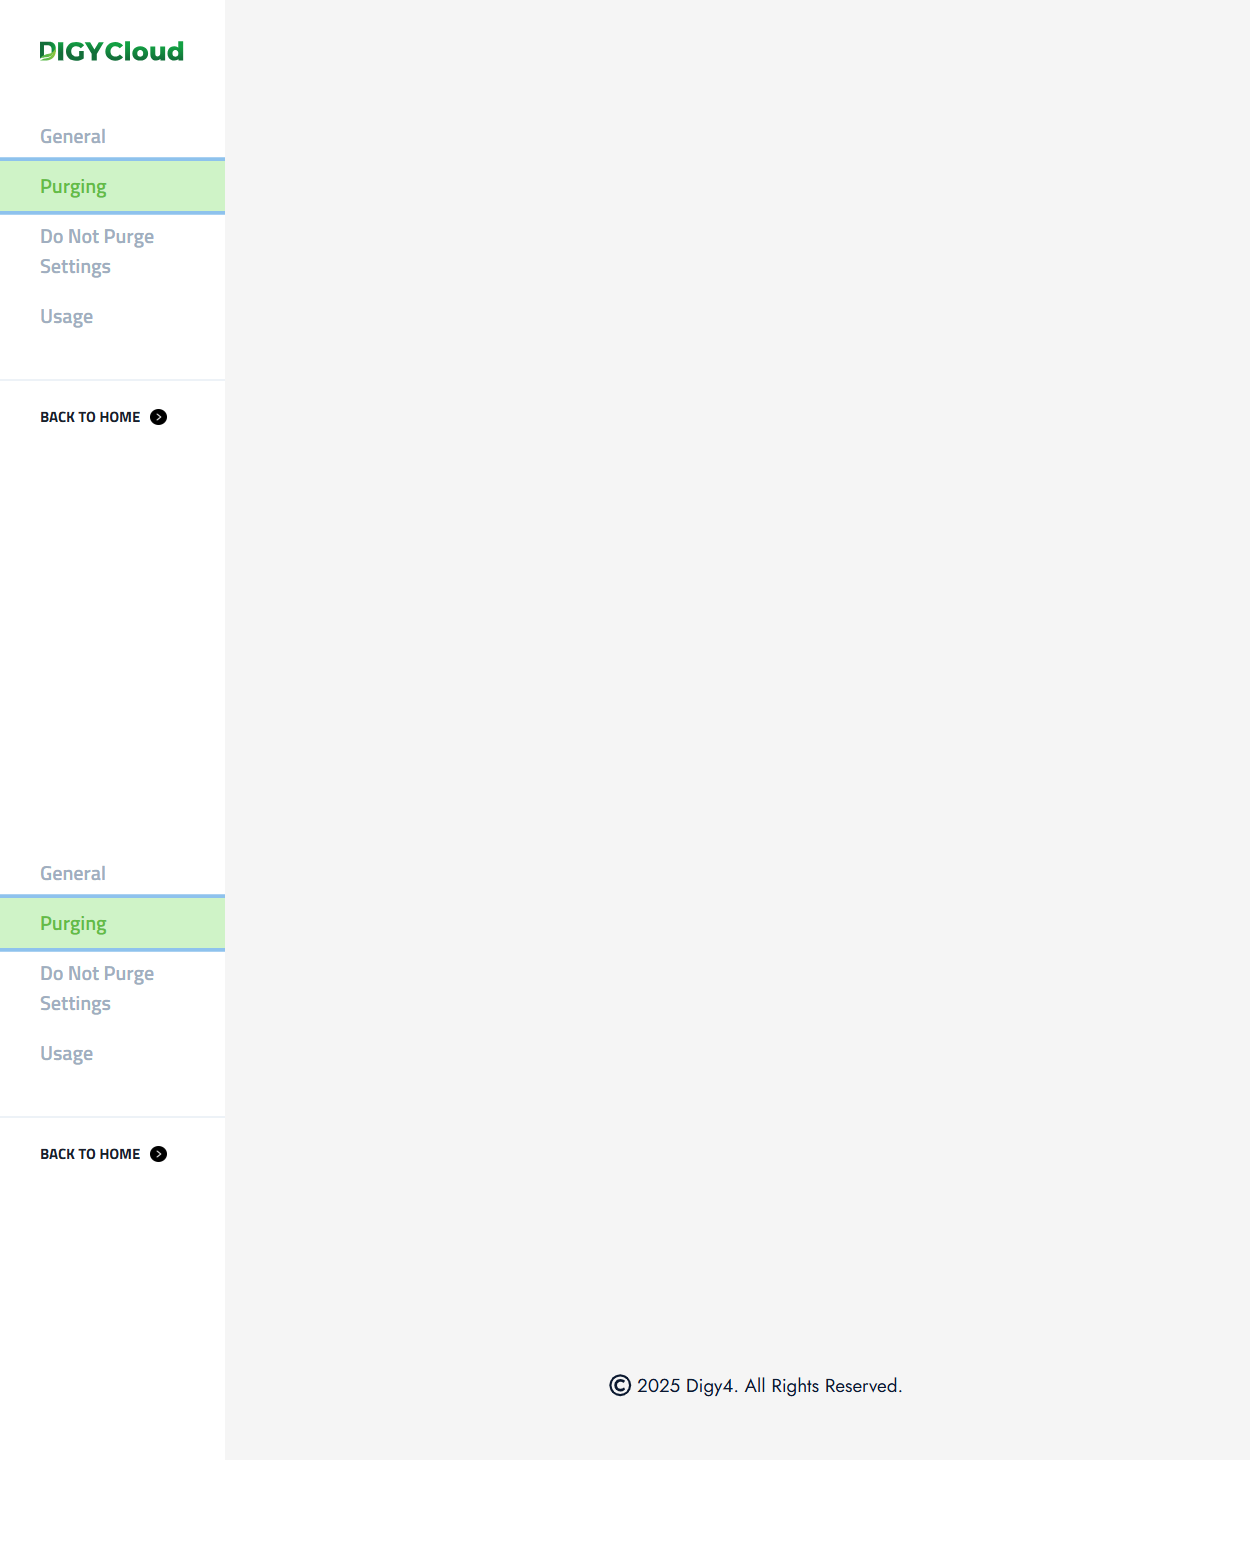 DIGYCloud
General
Purging
Do Not Purge
Settings
Usage
BACK TO HOME
General
Purging
Do Not Purge
Settings
Usage
BACK TO HOME
© 2025 Digy4. All Rights Reserved.